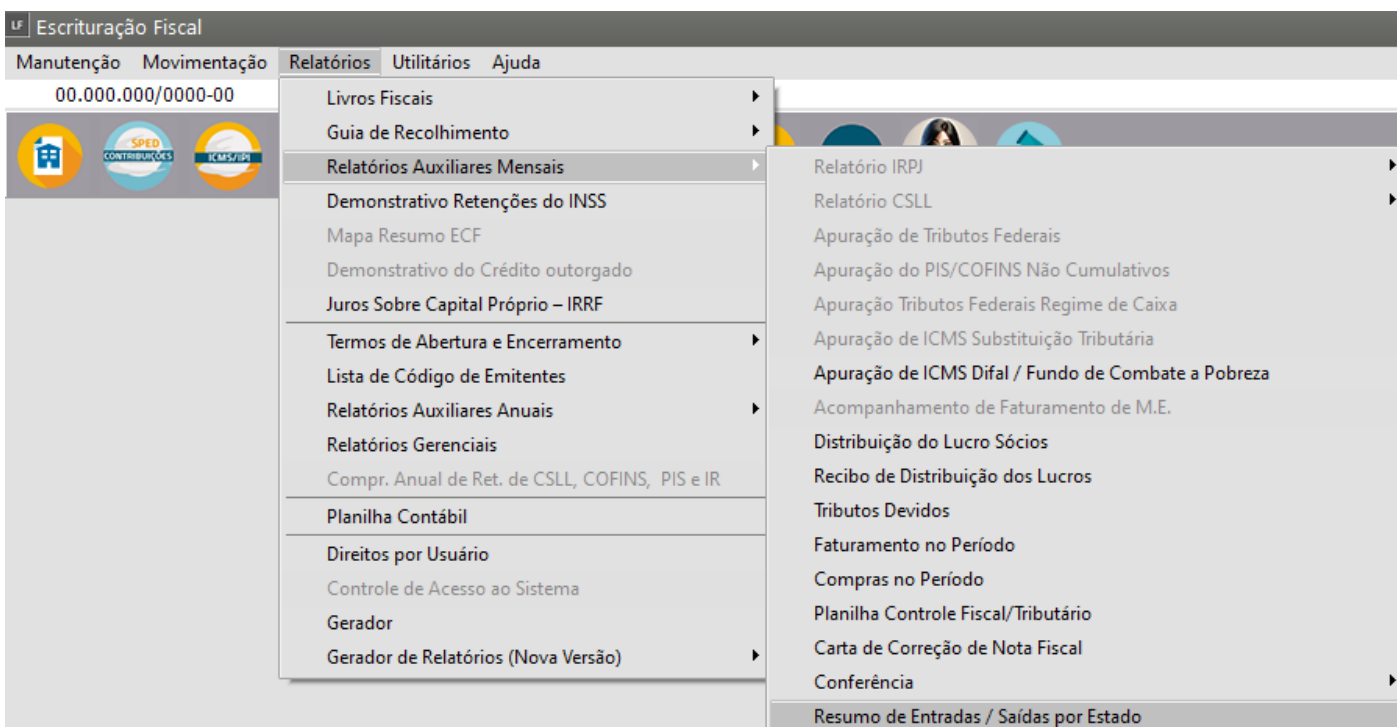 LF Escrituração Fiscal
Manutenção Movimentação Relatórios Utilitários Ajuda
00.000.000/0000-00
SPED
CONTRIBUIÇÕES
ICMS/IPI
Livros Fiscais
Guia de Recolhimento
Relatórios Auxiliares Mensais
Demonstrativo Retenções do INSS
Mapa Resumo ECF
Demonstrativo do Crédito outorgado
Juros Sobre Capital Próprio – IRRF
Termos de Abertura e Encerramento
Lista de Código de Emitentes
Relatórios Auxiliares Anuais
Relatórios Gerenciais
Compr. Anual de Ret. de CSLL, COFINS, PIS e IR
Planilha Contábil
Direitos por Usuário
Controle de Acesso ao Sistema
Gerador
Gerador de Relatórios (Nova Versão)
Relatório IRPJ
Relatório CSLL
Apuração de Tributos Federais
Apuração do PIS/COFINS Não Cumulativos
Apuração Tributos Federais Regime de Caixa
Apuração de ICMS Substituição Tributária
Apuração de ICMS Difal / Fundo de Combate a Pobreza
Acompanhamento de Faturamento de M.E.
Distribuição do Lucro Sócios
Recibo de Distribuição dos Lucros
Tributos Devidos
Faturamento no Período
Compras no Período
Planilha Controle Fiscal/Tributário
Carta de Correção de Nota Fiscal
Conferência
Resumo de Entradas / Saídas por Estado